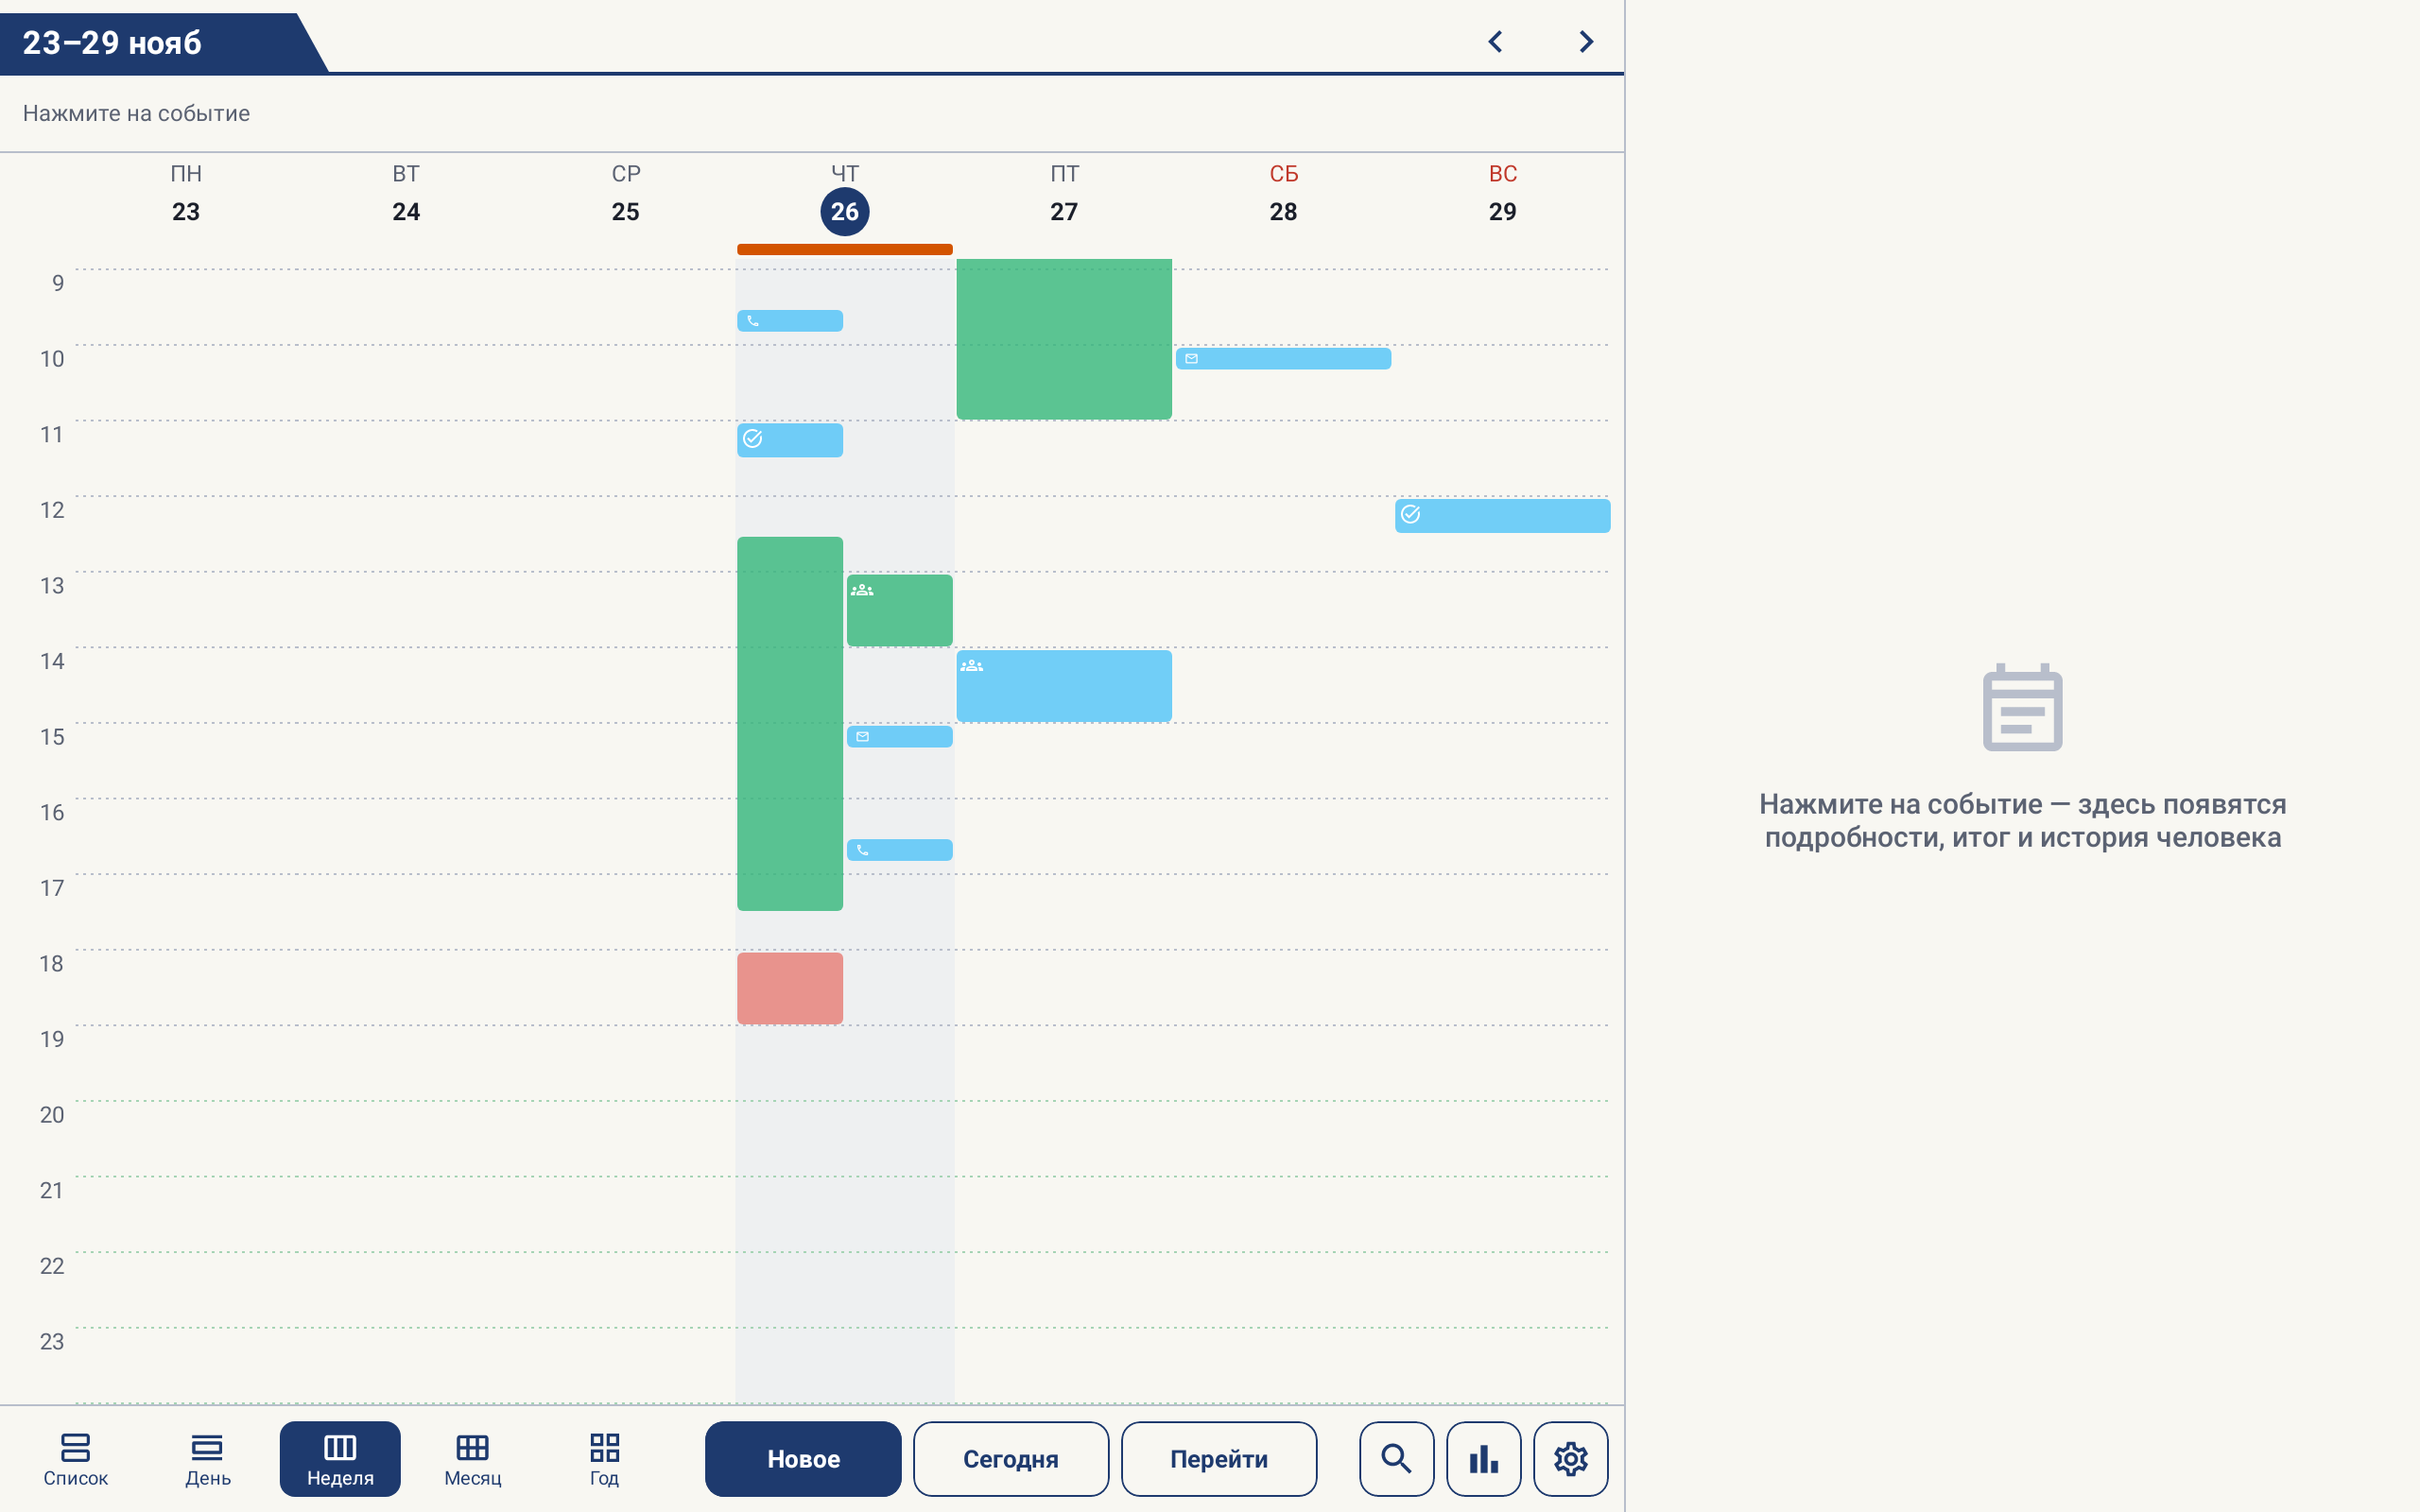 23–29 нояб
Нажмите на событие
ПН ВТ СР ЧТ ПТ СБ ВС
23 24 25 26 27 28 29
9
10
11
12
13
14
15
16
17
18
19
20
21
22
23
Нажмите на событие — здесь появятся
подробности, итог и история человека
Список День Неделя Месяц Год Новое Сегодня Перейти